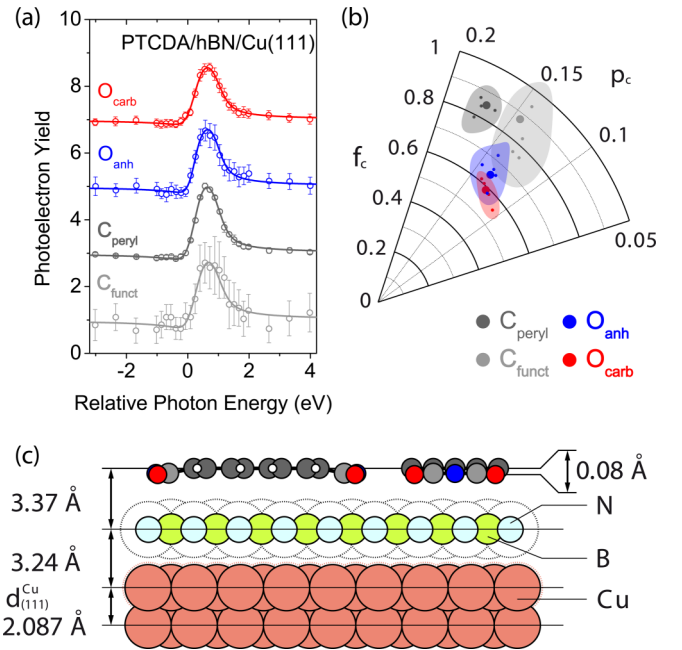 (a)
PTCDA/hBN/Cu(111)
O_carb
O_anh
C_peryl
C_funct
Photoelectron Yield
10
8
6
4
2
0
-2
0
2
4
Relative Photon Energy (eV)
(b)
1
0.2
0.15
p_c
0.8
0.1
0.6
f_c
0.4
0.2
0.05
0
C_peryl
O_anh
C_funct
O_carb
(c)
0.08 Å
3.37 Å
N
3.24 Å
B
d^Cu_(111)
Cu
2.087 Å